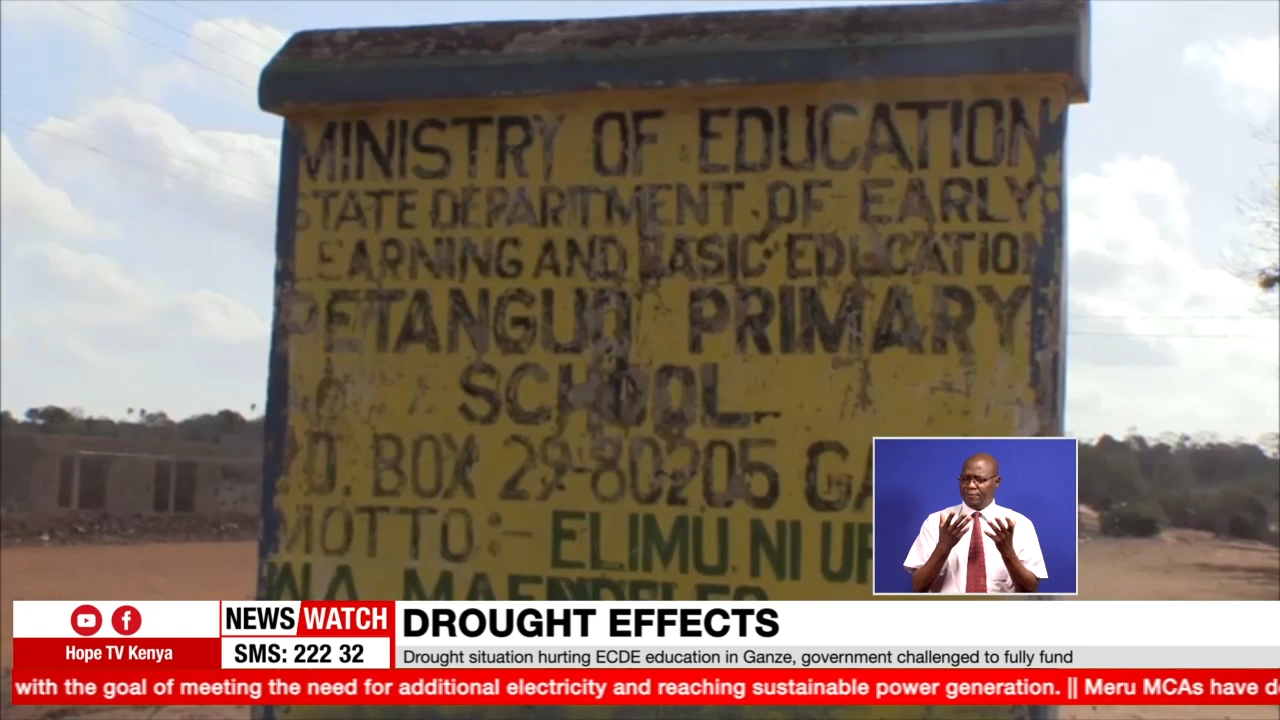 MINISTRY OF EDUCATION
STATE DEPARTMENT OF EARLY
LEARNING AND BASIC EDUCATION
PETANGUO PRIMARY
SCHOOL
O. BOX 29-80205 GA
MOTTO:- ELIMU NI
NA MAENDELEO
Hope TV Kenya
NEWS WATCH
SMS: 222 32
DROUGHT EFFECTS
Drought situation hurting ECDE education in Ganze, government challenged to fully fund
with the goal of meeting the need for additional electricity and reaching sustainable power generation. || Meru MCAs have